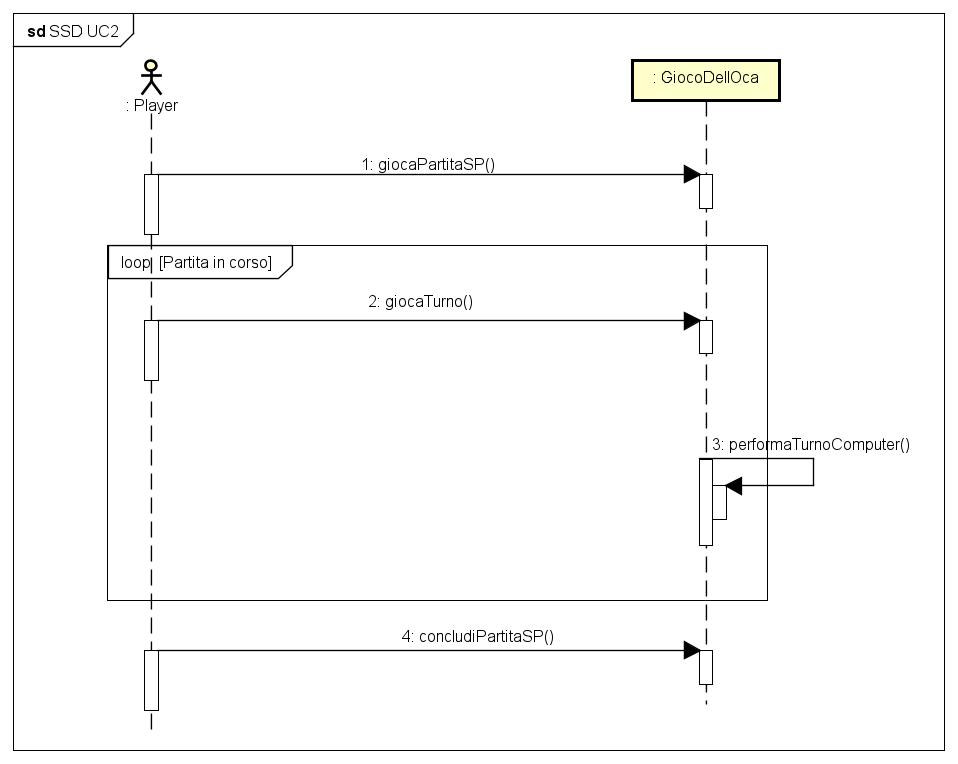 sd SSD UC2
: Player
: GiocoDellOca
1: giocaPartitaSP()
loop [Partita in corso]
2: giocaTurno()
3: performaTurnoComputer()
4: concludiPartitaSP()